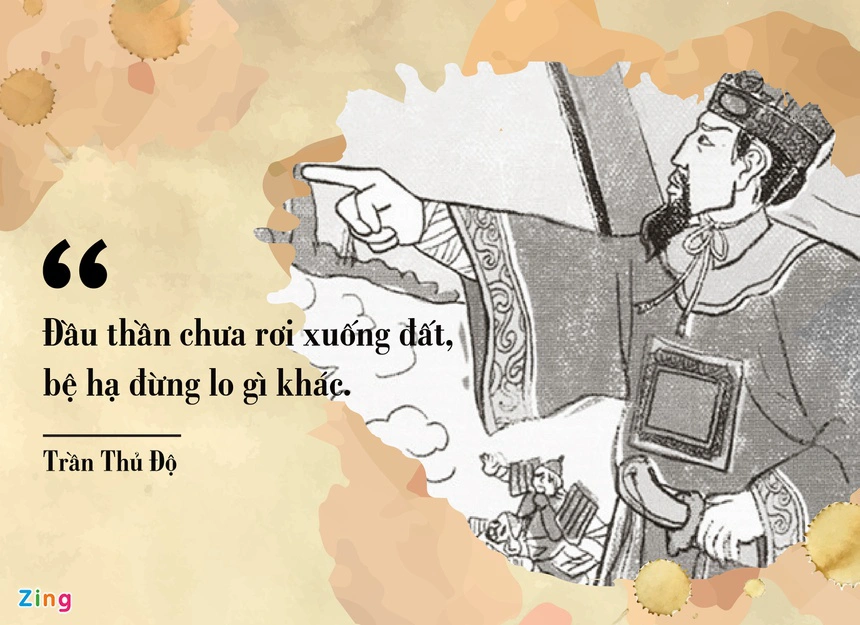 “
Đầu thần chưa rơi xuống đất,
bệ hạ đừng lo gì khác.
Trần Thủ Độ
Zing